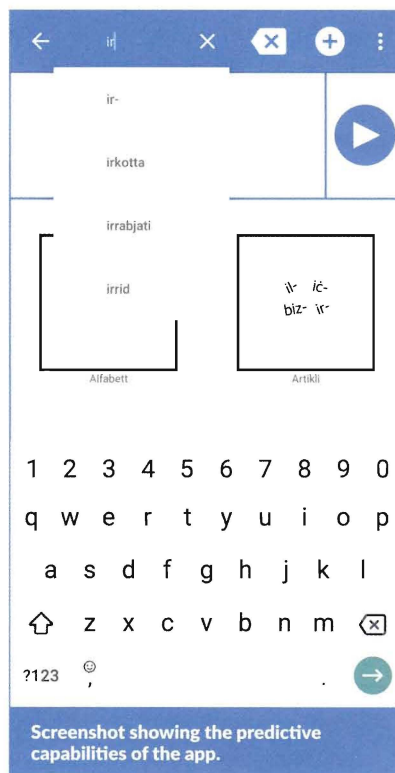 ir
ir-
irkotta
irrabjati
irrid
il- iċ-
biz- ir-
Alfabett
Artikli
1 2 3 4 5 6 7 8 9 0
q w e r t y u i o p
a s d f g h j k l
z x c v b n m
?123 , .
Screenshot showing the predictive
capabilities of the app.